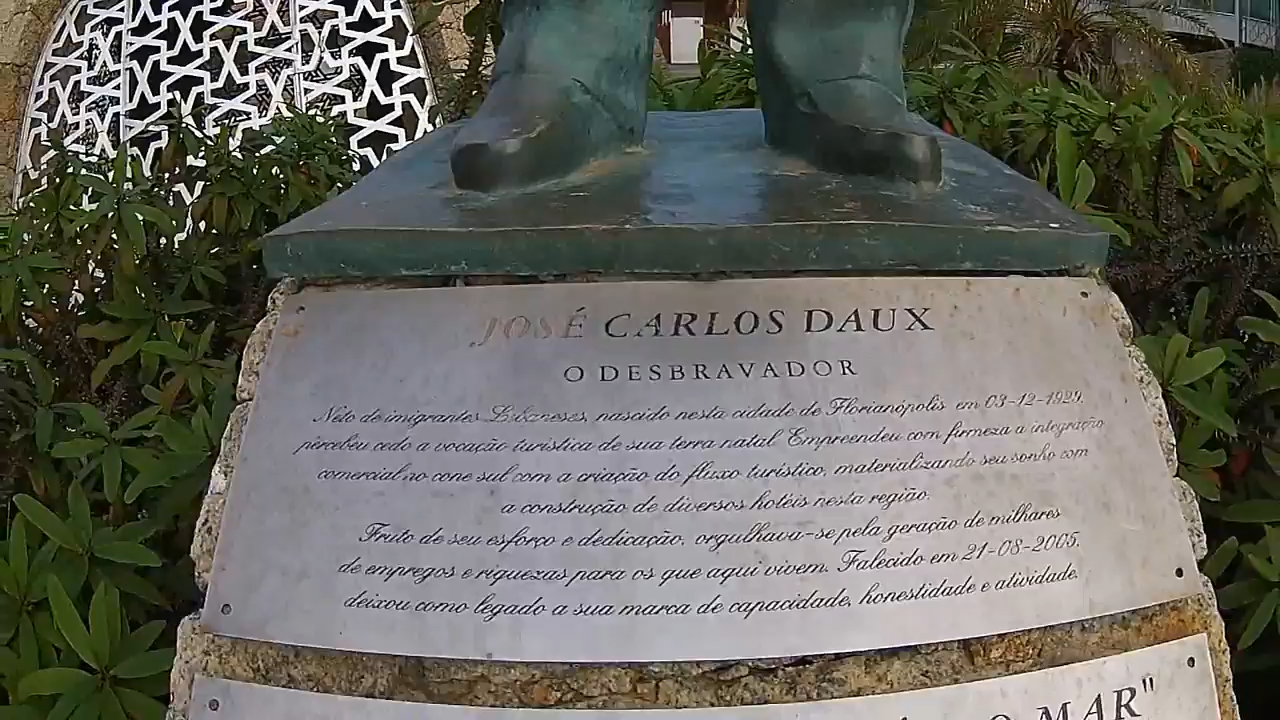 JOSÉ CARLOS DAUX
O DESBRAVADOR
Neto de imigrantes Libaneses, nascido nesta cidade de Florianópolis em 03-12-1929,
percebeu cedo a vocação turística de sua terra natal. Empreendeu com firmeza a integração
comercial no cone sul com a criação do fluxo turístico, materializando seu sonho com
a construção de diversos hotéis nesta região.
Fruto de seu esforço e dedicação, orgulhava-se pela geração de milhares
de empregos e riquezas para os que aqui vivem. Falecido em 21-08-2005,
deixou como legado a sua marca de capacidade, honestidade e atividade.
O MAR"